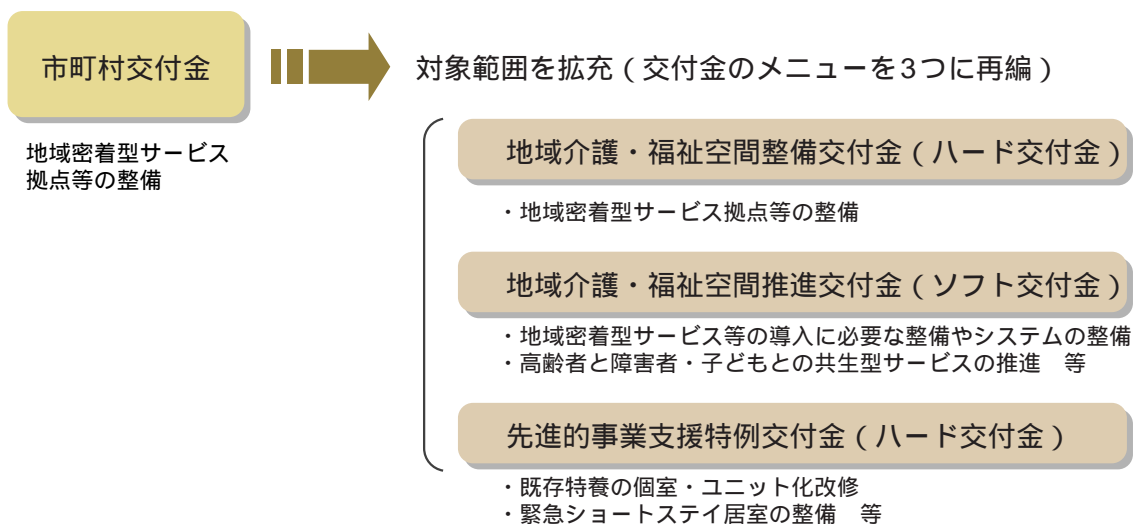 市町村交付金
地域密着型サービス
拠点等の整備
対象範囲を拡充（交付金のメニューを3つに再編）
地域介護・福祉空間整備交付金（ハード交付金）
・地域密着型サービス拠点等の整備
地域介護・福祉空間推進交付金（ソフト交付金）
・地域密着型サービス等の導入に必要な整備やシステムの整備
・高齢者と障害者・子どもとの共生型サービスの推進　等
先進的事業支援特例交付金（ハード交付金）
・既存特養の個室・ユニット化改修
・緊急ショートステイ居室の整備　等